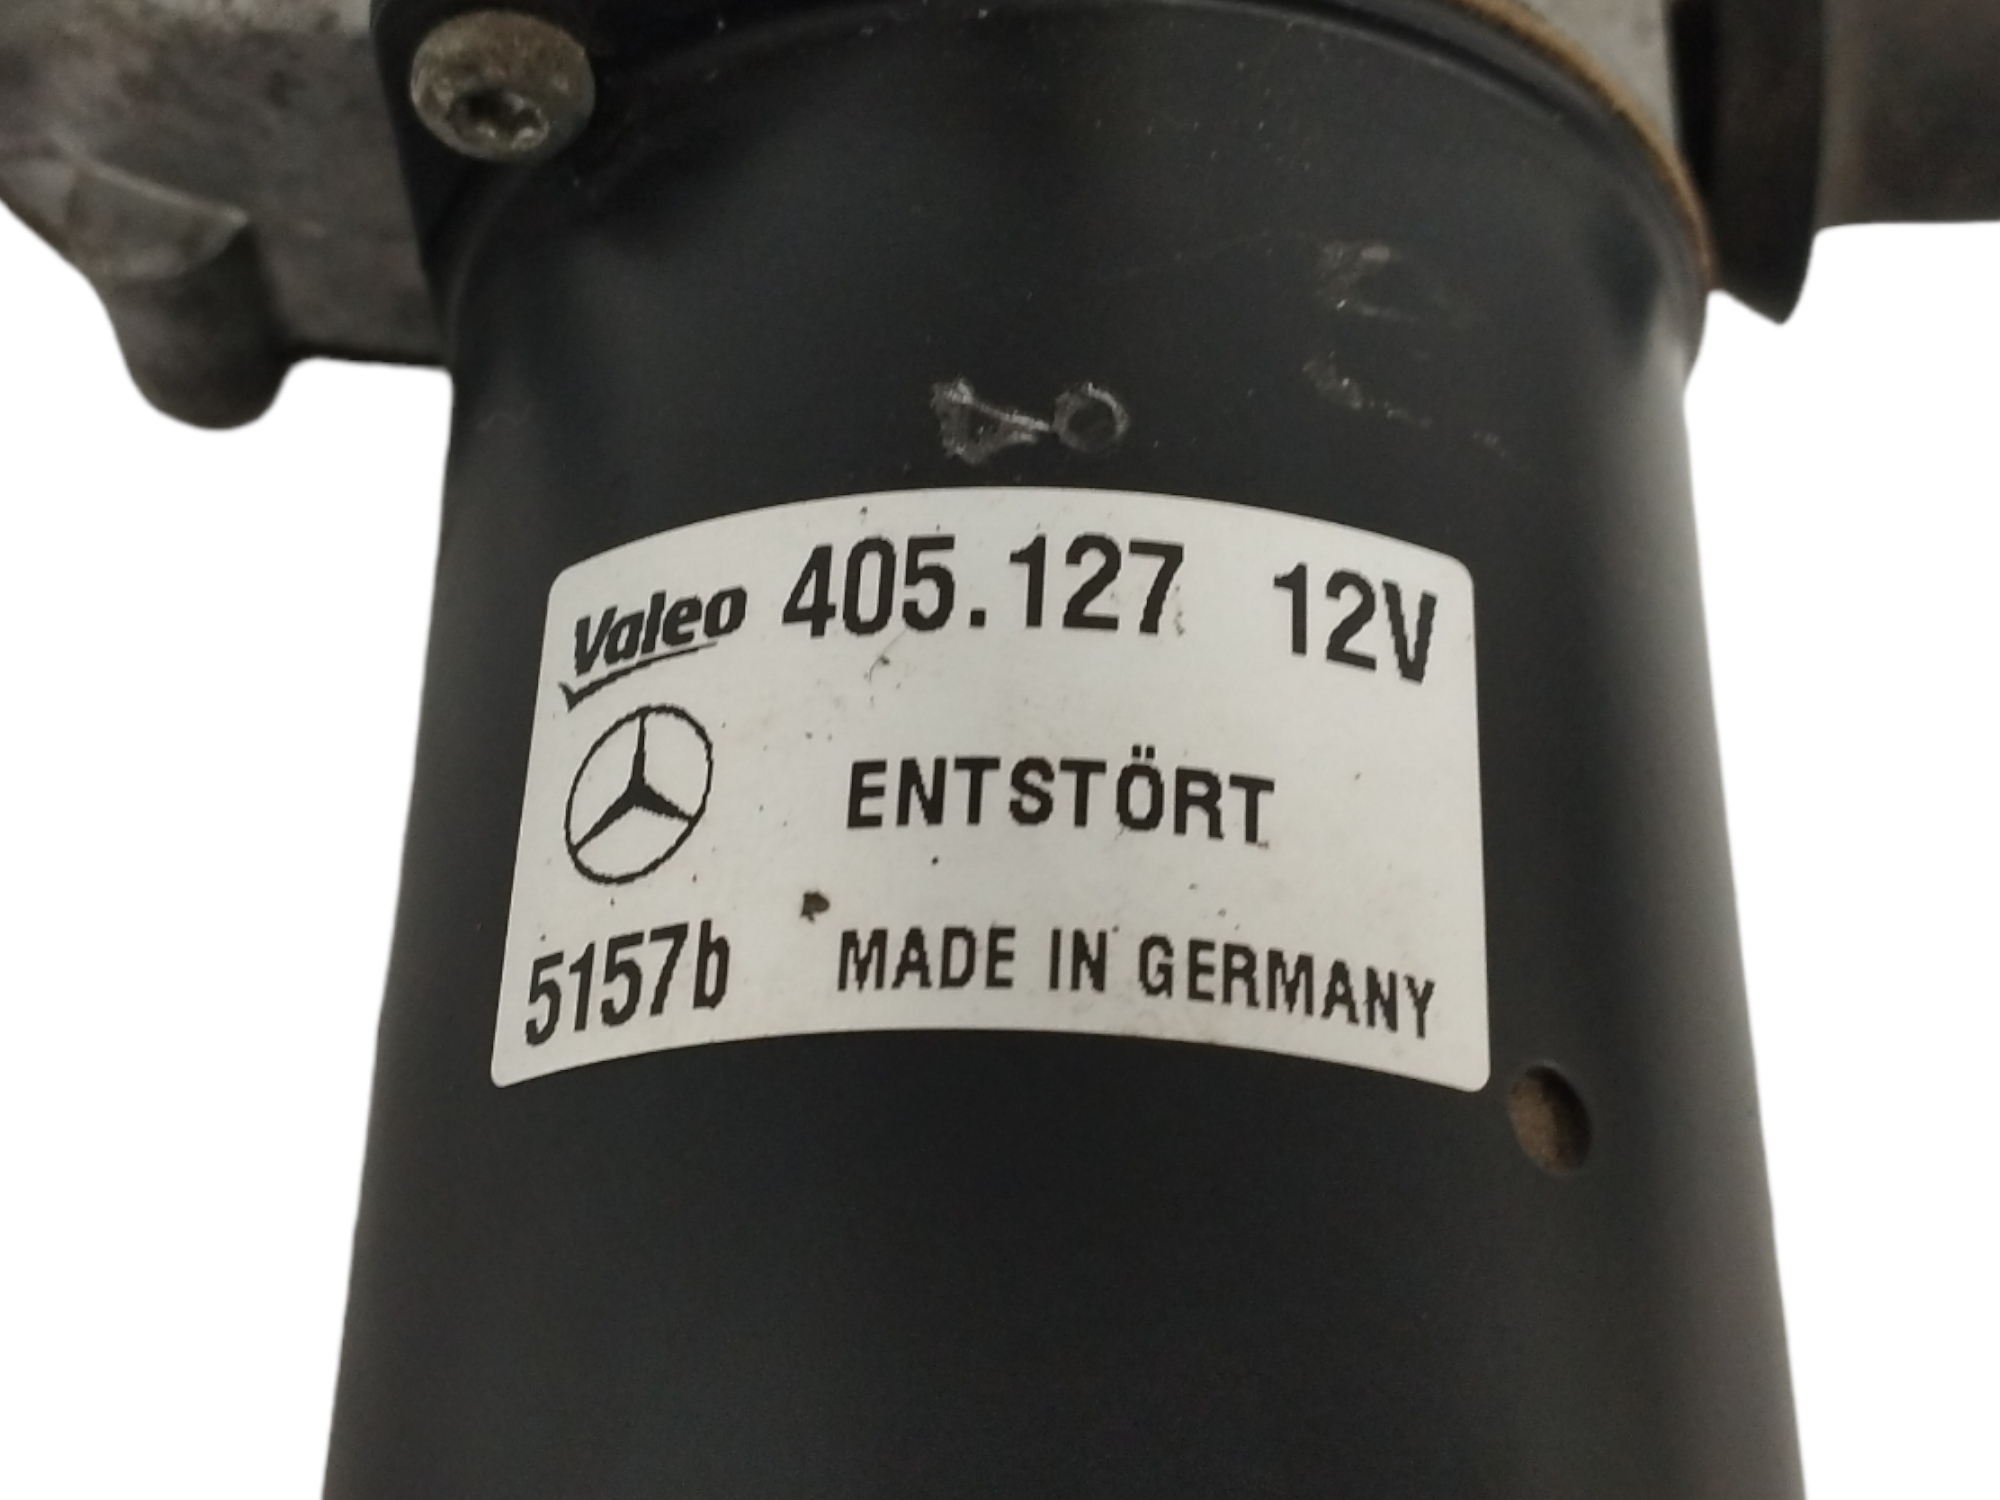 Valeo 405.127 12V
ENTSTÖRT
5157b MADE IN GERMANY